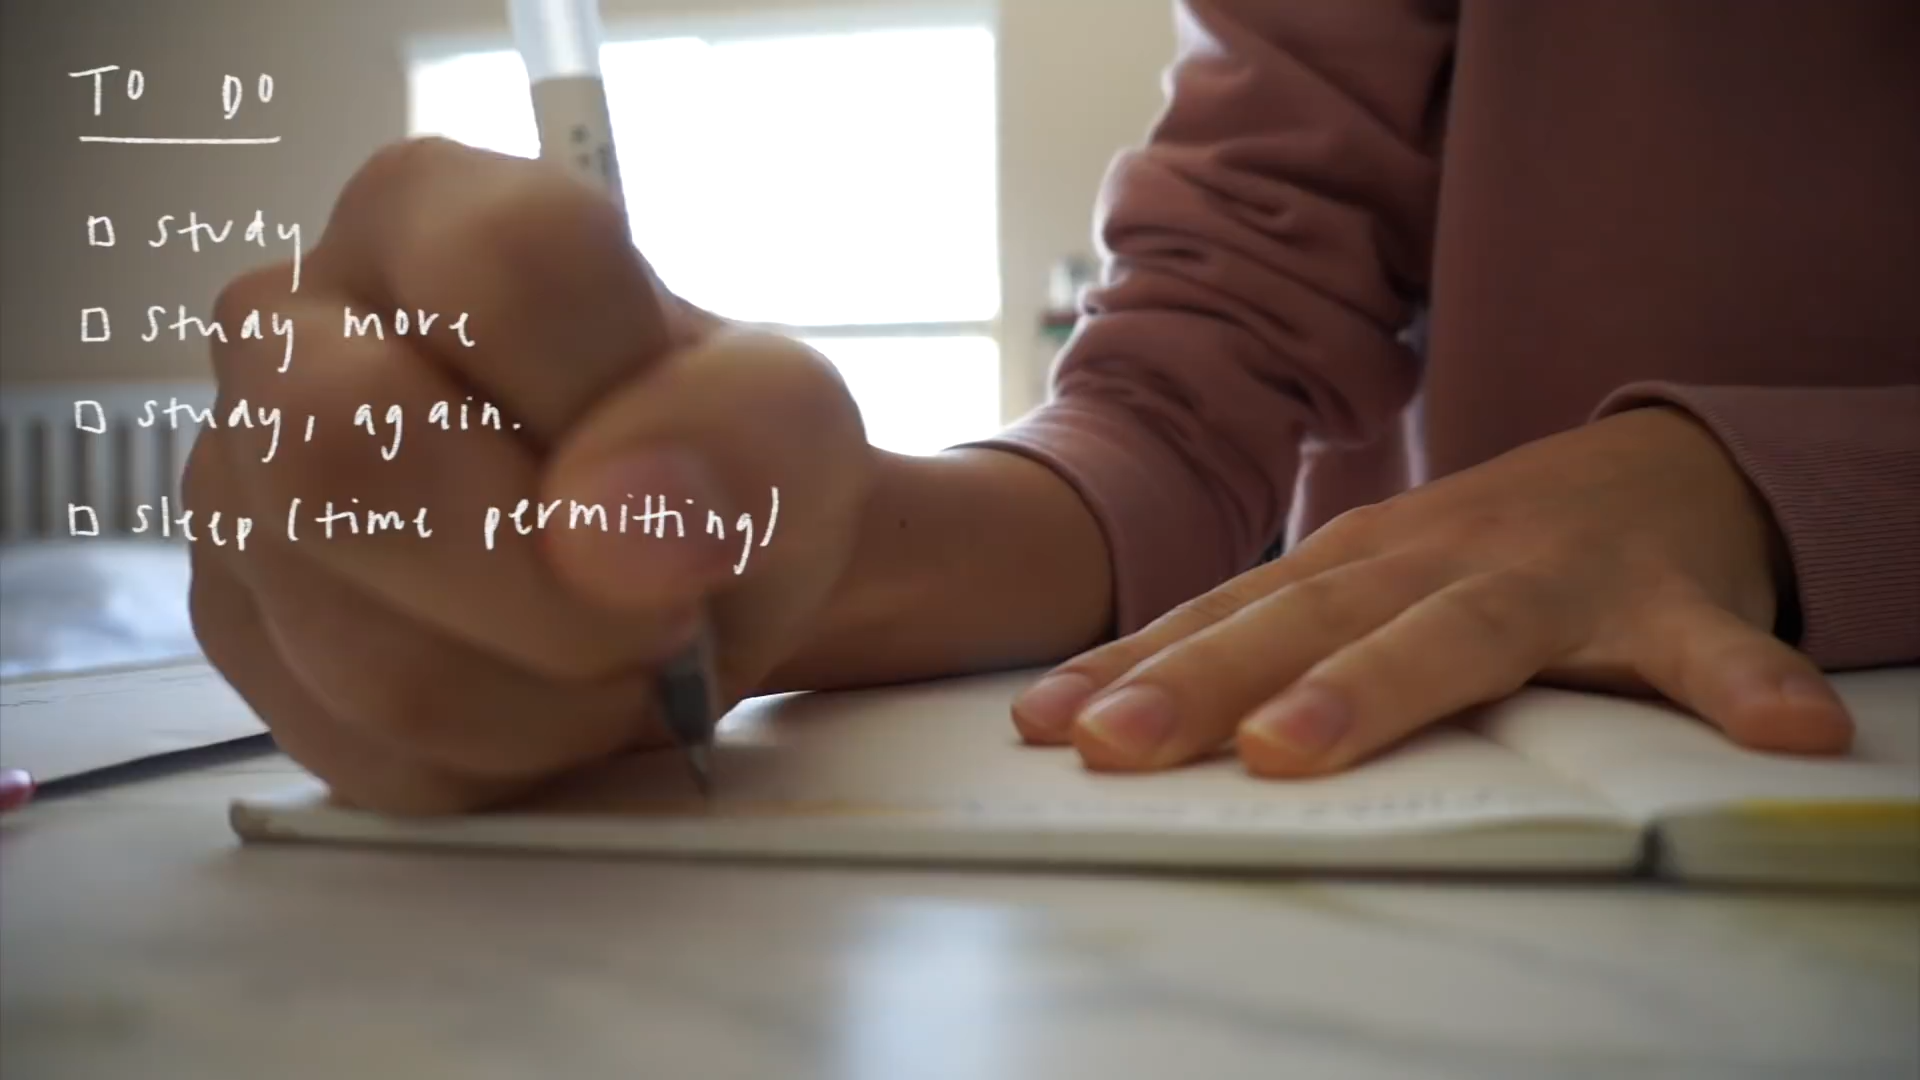 TO DO
study
study more
study, again.
sleep (time permitting)